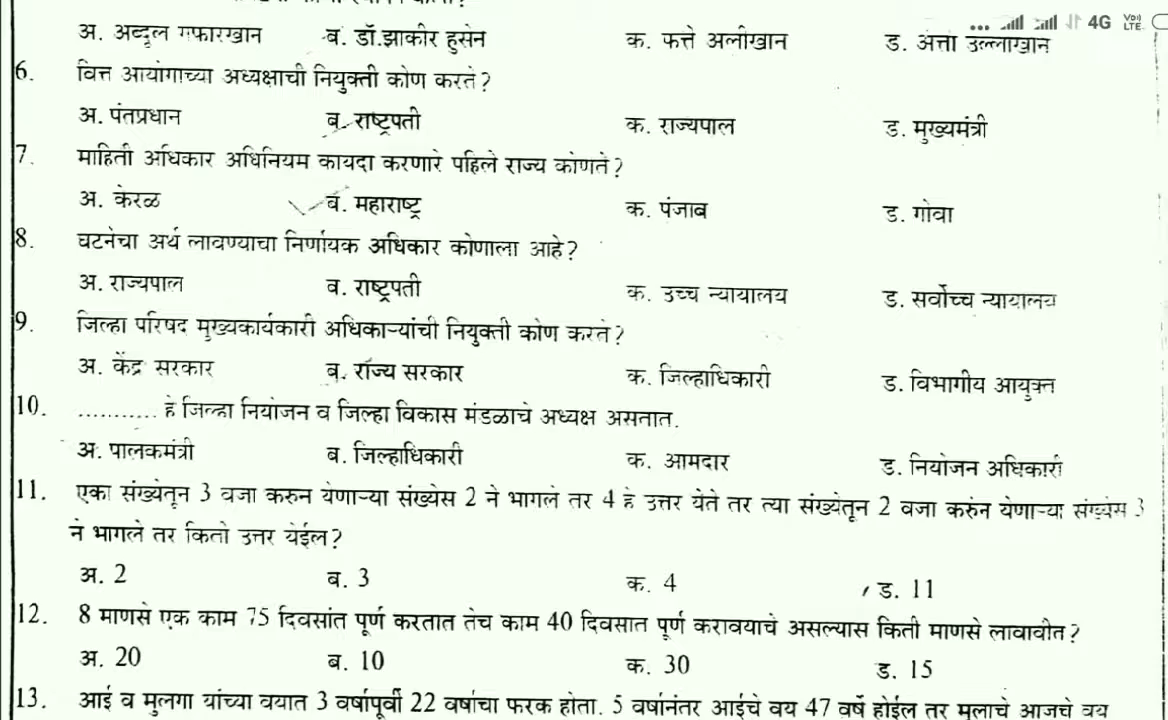 ... 4G VoD LTE
अ. अब्दूल गफारखान ब. डॉ.झाकीर हुसेन क. फत्ते अलीखान ड. अत्ता उल्लाखान
6. वित्त आयोगाच्या अध्यक्षाची नियुक्ती कोण करते?
अ. पंतप्रधान ब. राष्ट्रपती क. राज्यपाल ड. मुख्यमंत्री
7. माहिती अधिकार अधिनियम कायदा करणारे पहिले राज्य कोणते?
अ. केरळ ब. महाराष्ट्र क. पंजाब ड. गोवा
8. घटनेचा अर्थ लावण्याचा निर्णायक अधिकार कोणाला आहे?
अ. राज्यपाल ब. राष्ट्रपती क. उच्च न्यायालय ड. सर्वोच्च न्यायालय
9. जिल्हा परिषद मुख्यकार्यकारी अधिकाऱ्यांची नियुक्ती कोण करते?
अ. केंद्र सरकार ब. राज्य सरकार क. जिल्हाधिकारी ड. विभागीय आयुक्त
10. ........... हे जिल्हा नियोजन व जिल्हा विकास मंडळाचे अध्यक्ष असतात.
अ. पालकमंत्री ब. जिल्हाधिकारी क. आमदार ड. नियोजन अधिकारी
11. एका संख्येतून 3 वजा करुन येणाऱ्या संख्येस 2 ने भागले तर 4 हे उत्तर येते तर त्या संख्येतून 2 वजा करुन येणाऱ्या संख्येस 3
ने भागले तर किती उत्तर येईल?
अ. 2 ब. 3 क. 4 ड. 11
12. 8 माणसे एक काम 75 दिवसांत पूर्ण करतात तेच काम 40 दिवसात पूर्ण करावयाचे असल्यास किती माणसे लावावीत?
अ. 20 ब. 10 क. 30 ड. 15
13. आई व मुलगा यांच्या वयात 3 वर्षापूर्वी 22 वर्षाचा फरक होता. 5 वर्षानंतर आईचे वय 47 वर्षे होईल तर मुलाचे आजचे वय